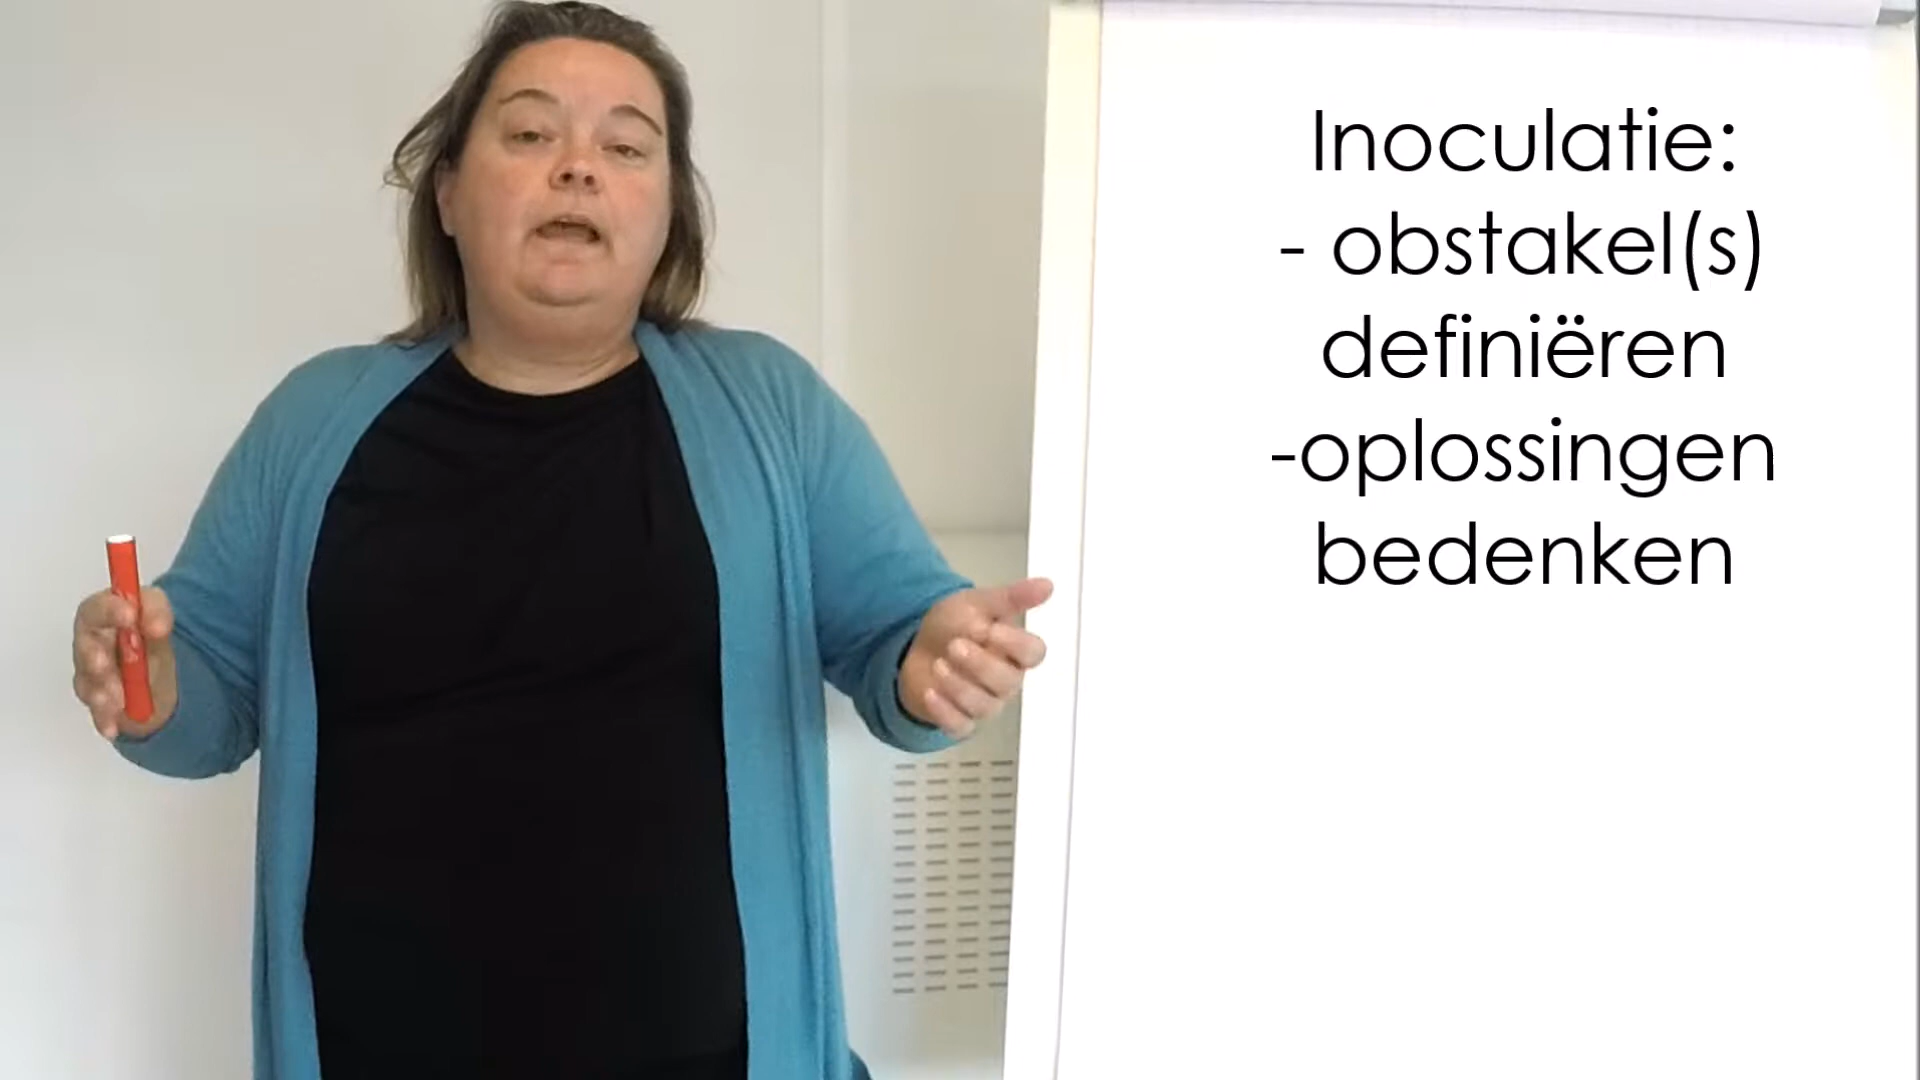 Inoculatie:
- obstakel(s)
definiëren
-oplossingen
bedenken